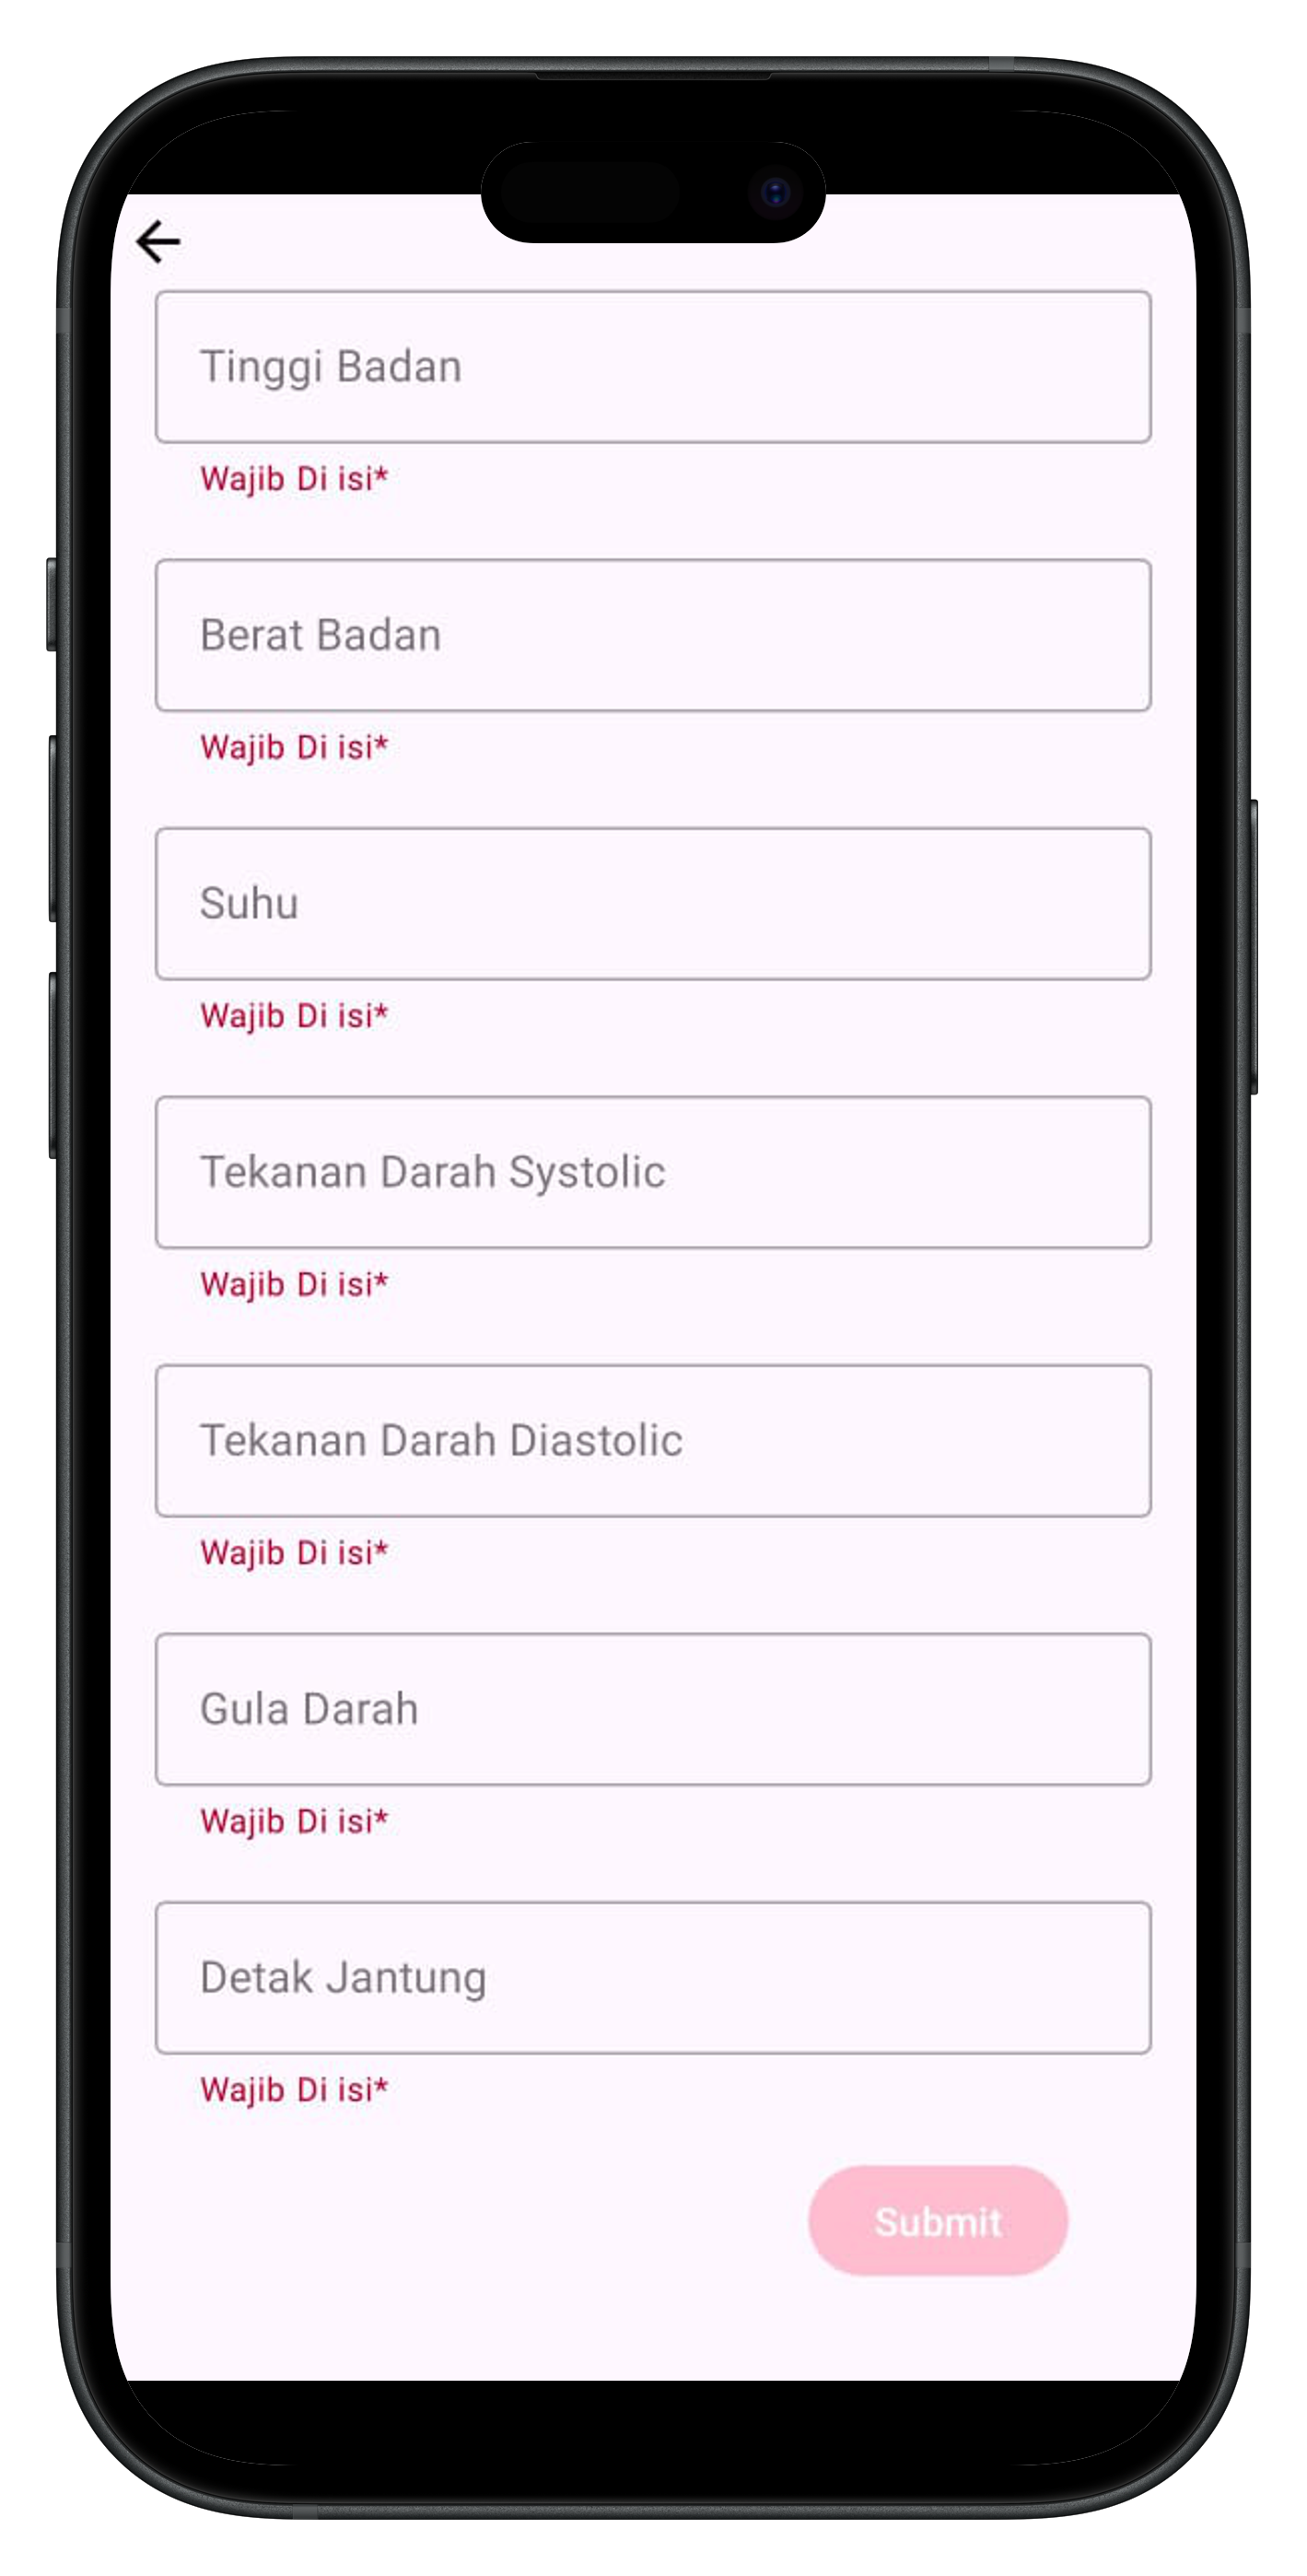 Tinggi Badan
Wajib Di isi*
Berat Badan
Wajib Di isi*
Suhu
Wajib Di isi*
Tekanan Darah Systolic
Wajib Di isi*
Tekanan Darah Diastolic
Wajib Di isi*
Gula Darah
Wajib Di isi*
Detak Jantung
Wajib Di isi*
Submit